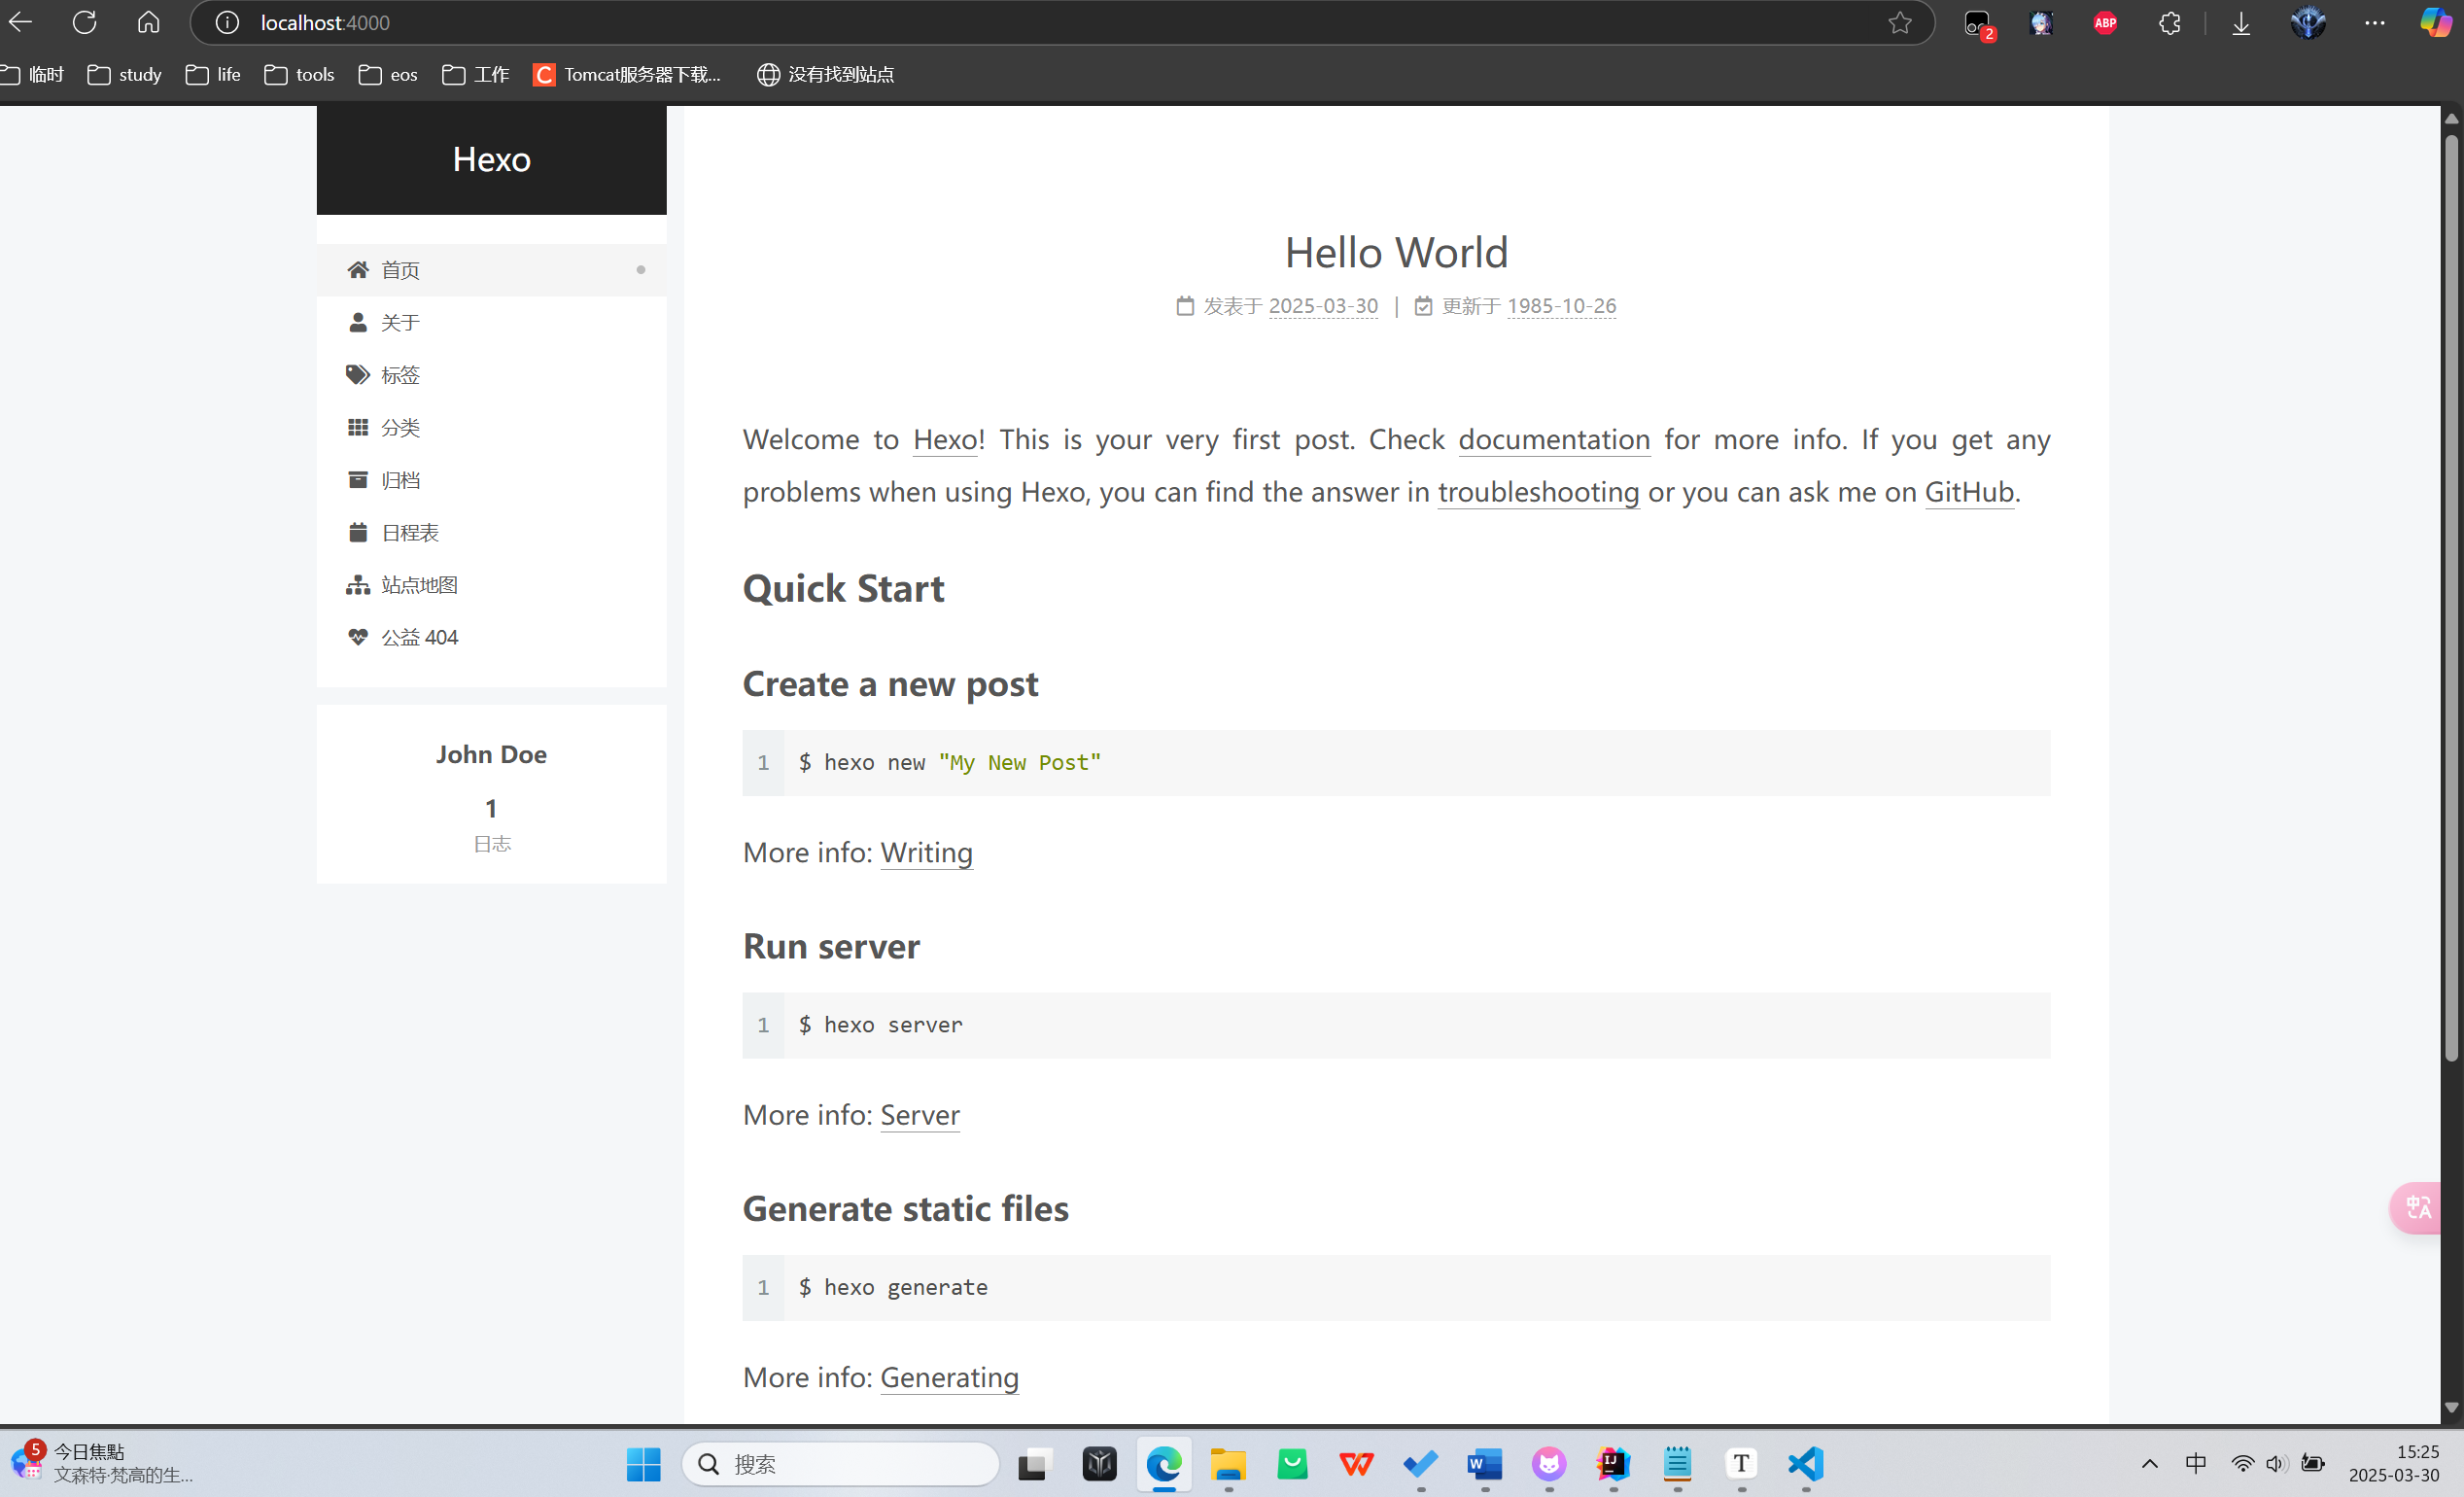 localhost:4000
2
ABP
临时
study
life
tools
eos
工作
C
Tomcat服务器下载...
没有找到站点
Hexo
首页
关于
标签
分类
归档
日程表
站点地图
公益 404
John Doe
1
日志
Hello World
发表于 2025-03-30 | 更新于 1985-10-26
Welcome to Hexo! This is your very first post. Check documentation for more info. If you get any
problems when using Hexo, you can find the answer in troubleshooting or you can ask me on GitHub.
Quick Start
Create a new post
1 $ hexo new "My New Post"
More info: Writing
Run server
1 $ hexo server
More info: Server
Generate static files
1 $ hexo generate
More info: Generating
中A
5
今日焦點
文森特·梵高的生...
搜索
W
IJ
T
中
15:25
2025-03-30